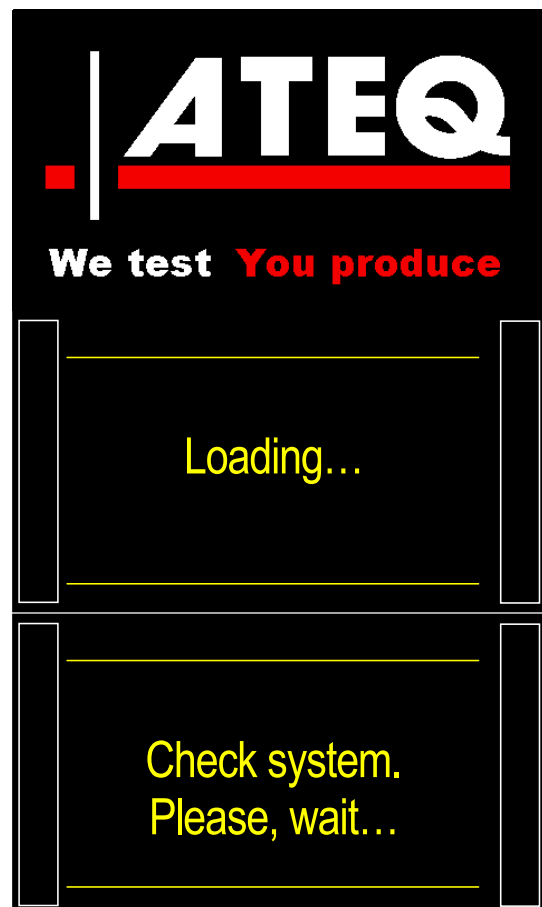 ATEQ
We test You produce
Loading…
Check system.
Please, wait…